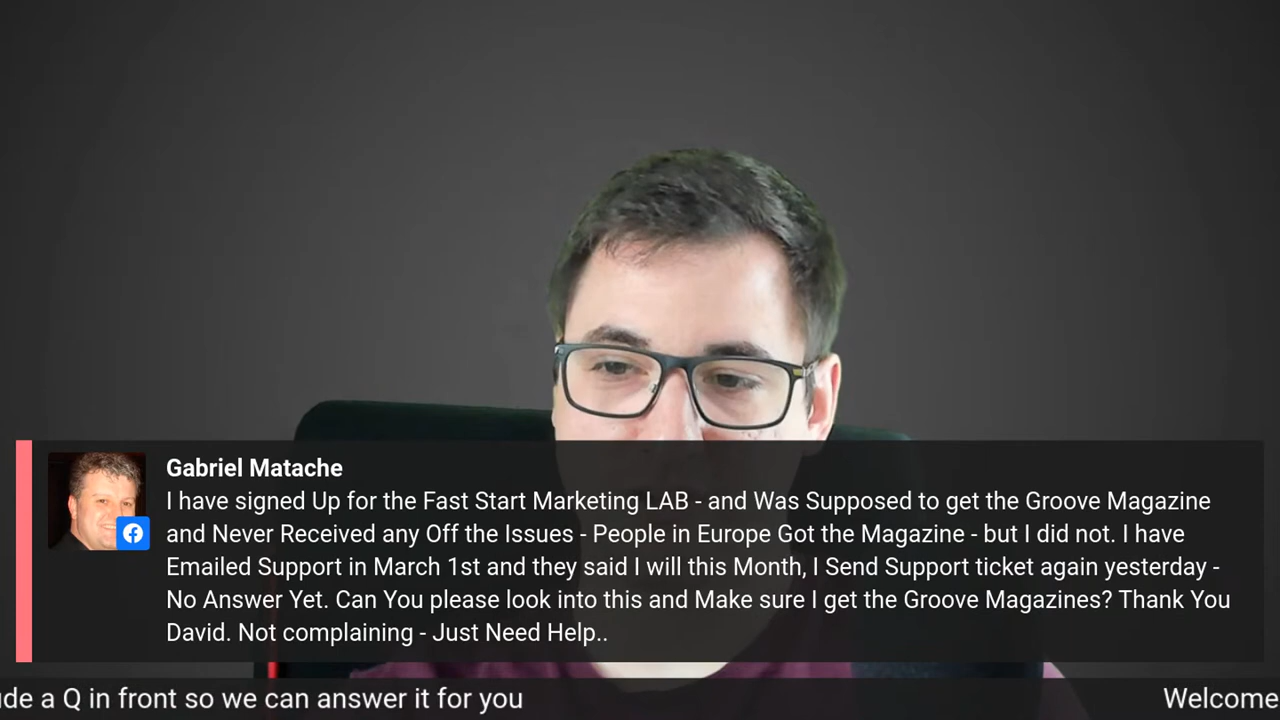 Gabriel Matache
I have signed Up for the Fast Start Marketing LAB - and Was Supposed to get the Groove Magazine
and Never Received any Off the Issues - People in Europe Got the Magazine - but I did not. I have
Emailed Support in March 1st and they said I will this Month, I Send Support ticket again yesterday -
No Answer Yet. Can You please look into this and Make sure I get the Groove Magazines? Thank You
David. Not complaining - Just Need Help..
a Q in front so we can answer it for you Welcome